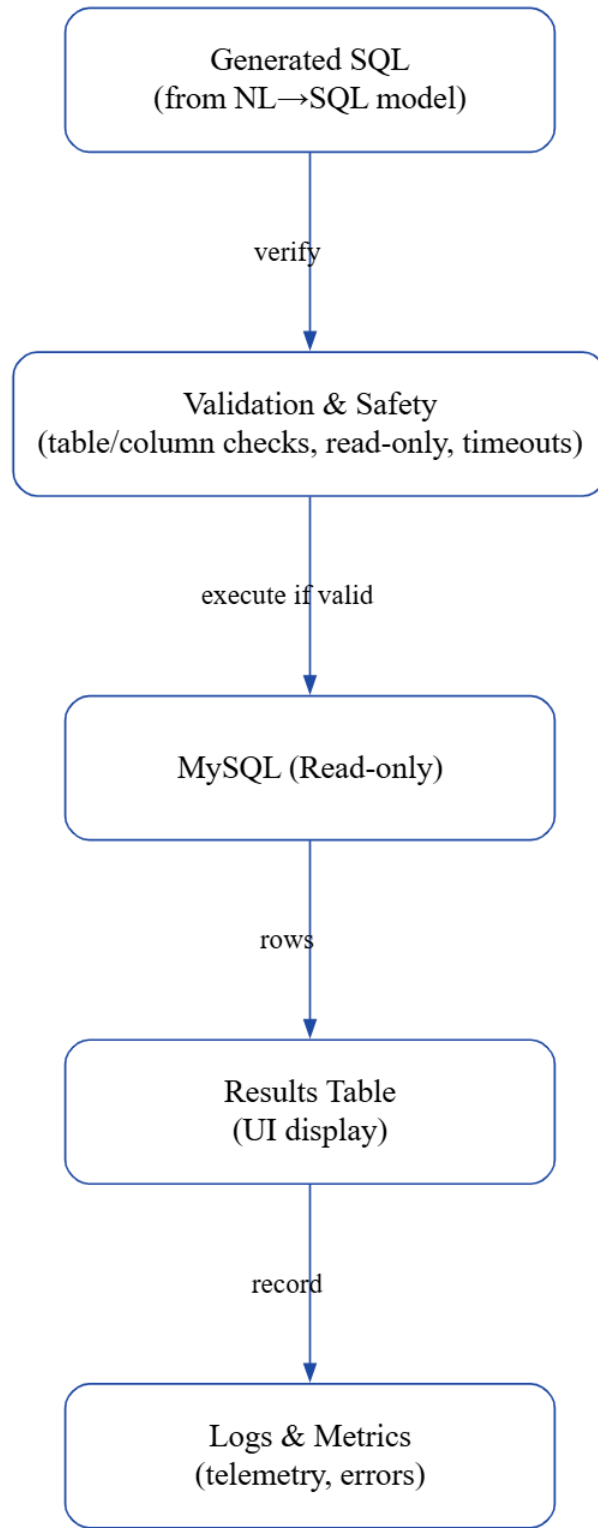 Generated SQL
(from NL→SQL model)
verify
Validation & Safety
(table/column checks, read-only, timeouts)
execute if valid
MySQL (Read-only)
rows
Results Table
(UI display)
record
Logs & Metrics
(telemetry, errors)